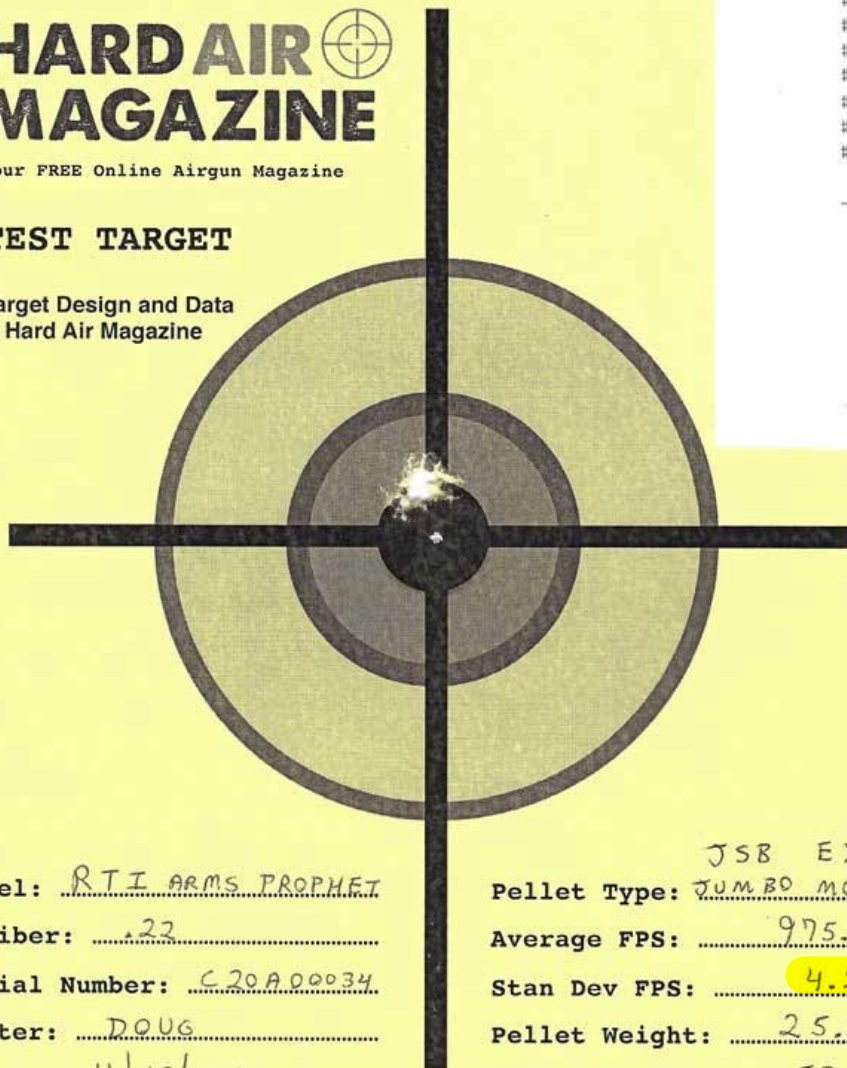 HARD AIR
MAGAZINE
our FREE Online Airgun Magazine
TEST TARGET
arget Design and Data
Hard Air Magazine
el: RTI ARMS PROPHET
iber: .22
ial Number: C20A00034
ter: DOUG
JSB
Pellet Type: JUMBO
Average FPS: 975.
Stan Dev FPS: 4.
Pellet Weight: 25.